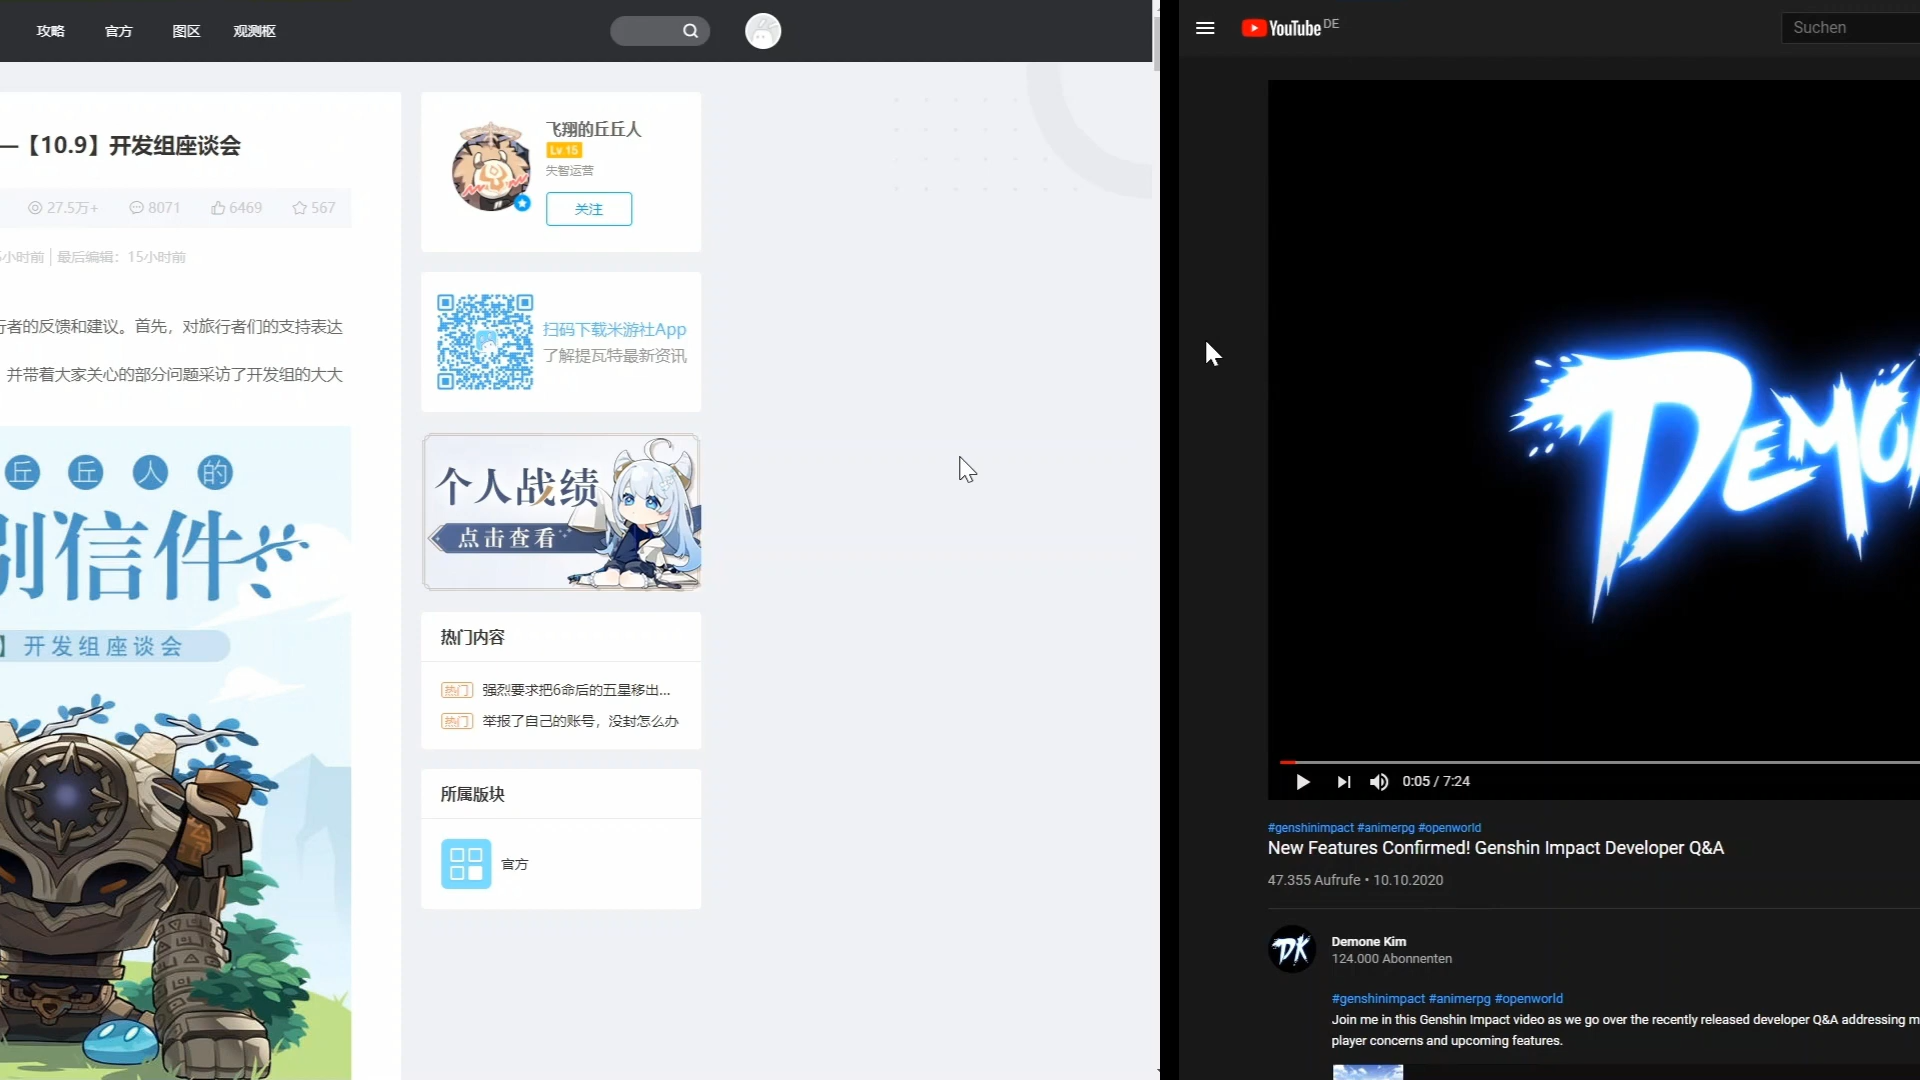 攻略 官方 图区 观测枢
—【10.9】开发组座谈会
27.5万+ 8071 6469 567
小时前 最后编辑：15小时前
行者的反馈和建议。首先，对旅行者们的支持表达
并带着大家关心的部分问题采访了开发组的大大
丘丘人的
别信件
】开发组座谈会
飞翔的丘丘人
Lv 15
失智运营
关注
扫码下载米游社App
了解提瓦特最新资讯
个人战绩
点击查看
热门内容
热门 强烈要求把6命后的五星移出...
热门 举报了自己的账号，没封怎么办
所属版块
官方
YouTube DE
Suchen
DEMON
0:05 / 7:24
#genshinimpact #animerpg #openworld
New Features Confirmed! Genshin Impact Developer Q&A
47.355 Aufrufe • 10.10.2020
DK
Demone Kim
124.000 Abonnenten
#genshinimpact #animerpg #openworld
Join me in this Genshin Impact video as we go over the recently released developer Q&A addressing m
player concerns and upcoming features.